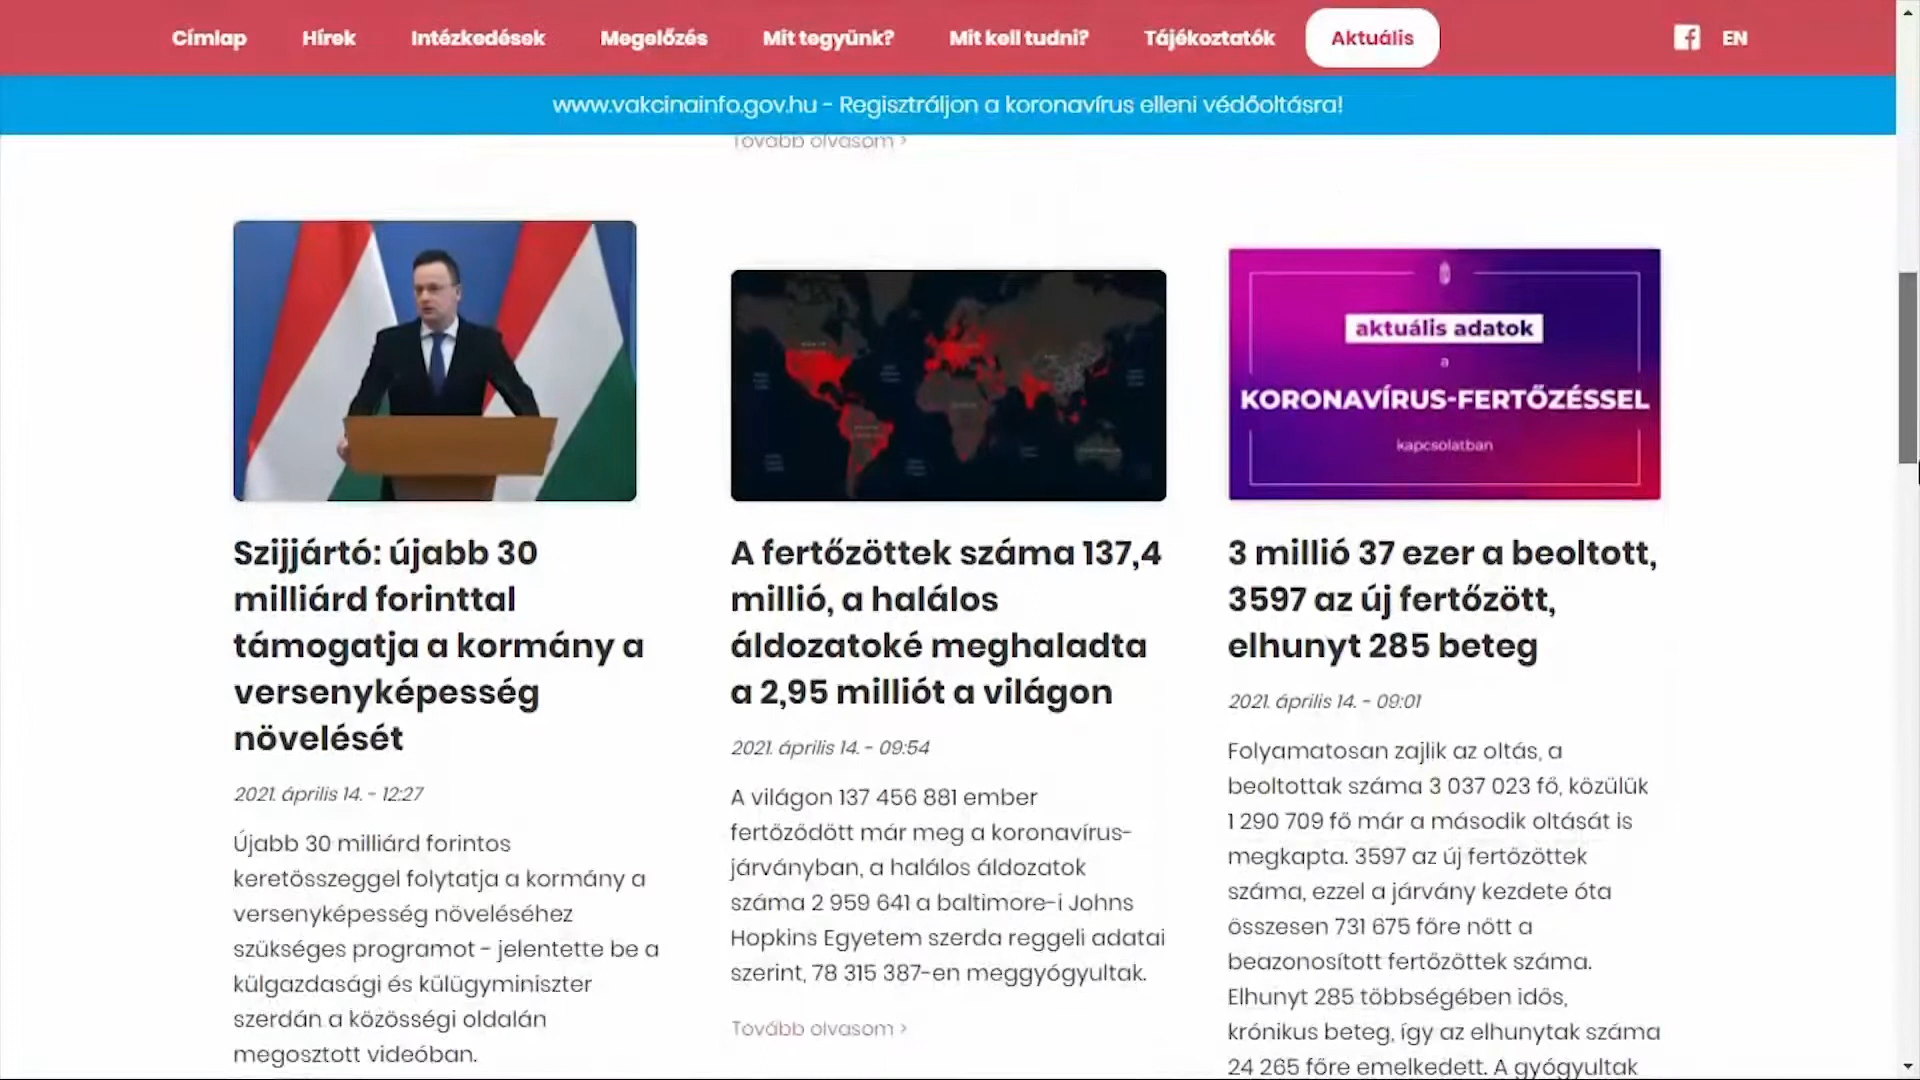 Címlap Hírek Intézkedések Megelőzés Mit tegyünk? Mit kell tudni? Tájékoztatók Aktuális EN
www.vakcinainfo.gov.hu - Regisztráljon a koronavírus elleni védőoltásra!
Tovább olvasom >
Szijjártó: újabb 30
milliárd forinttal
támogatja a kormány a
versenyképesség
növelését
2021. április 14. - 12:27
Újabb 30 milliárd forintos
keretösszeggel folytatja a kormány a
versenyképesség növeléséhez
szükséges programot - jelentette be a
külgazdasági és külügyminiszter
szerdán a közösségi oldalán
megosztott videóban.
A fertőzöttek száma 137,4
millió, a halálos
áldozatoké meghaladta
a 2,95 milliót a világon
2021. április 14. - 09:54
A világon 137 456 881 ember
fertőződött már meg a koronavírus-
járványban, a halálos áldozatok
száma 2 959 641 a baltimore-i Johns
Hopkins Egyetem szerda reggeli adatai
szerint, 78 315 387-en meggyógyultak.
Tovább olvasom >
aktuális adatok
a
KORONAVÍRUS-FERTŐZÉSSEL
kapcsolatban
3 millió 37 ezer a beoltott,
3597 az új fertőzött,
elhunyt 285 beteg
2021. április 14. - 09:01
Folyamatosan zajlik az oltás, a
beoltottak száma 3 037 023 fő, közülük
1 290 709 fő már a második oltását is
megkapta. 3597 az új fertőzöttek
száma, ezzel a járvány kezdete óta
összesen 731 675 főre nőtt a
beazonosított fertőzöttek száma.
Elhunyt 285 többségében idős,
krónikus beteg, így az elhunytak száma
24 265 főre emelkedett. A gyógyultak